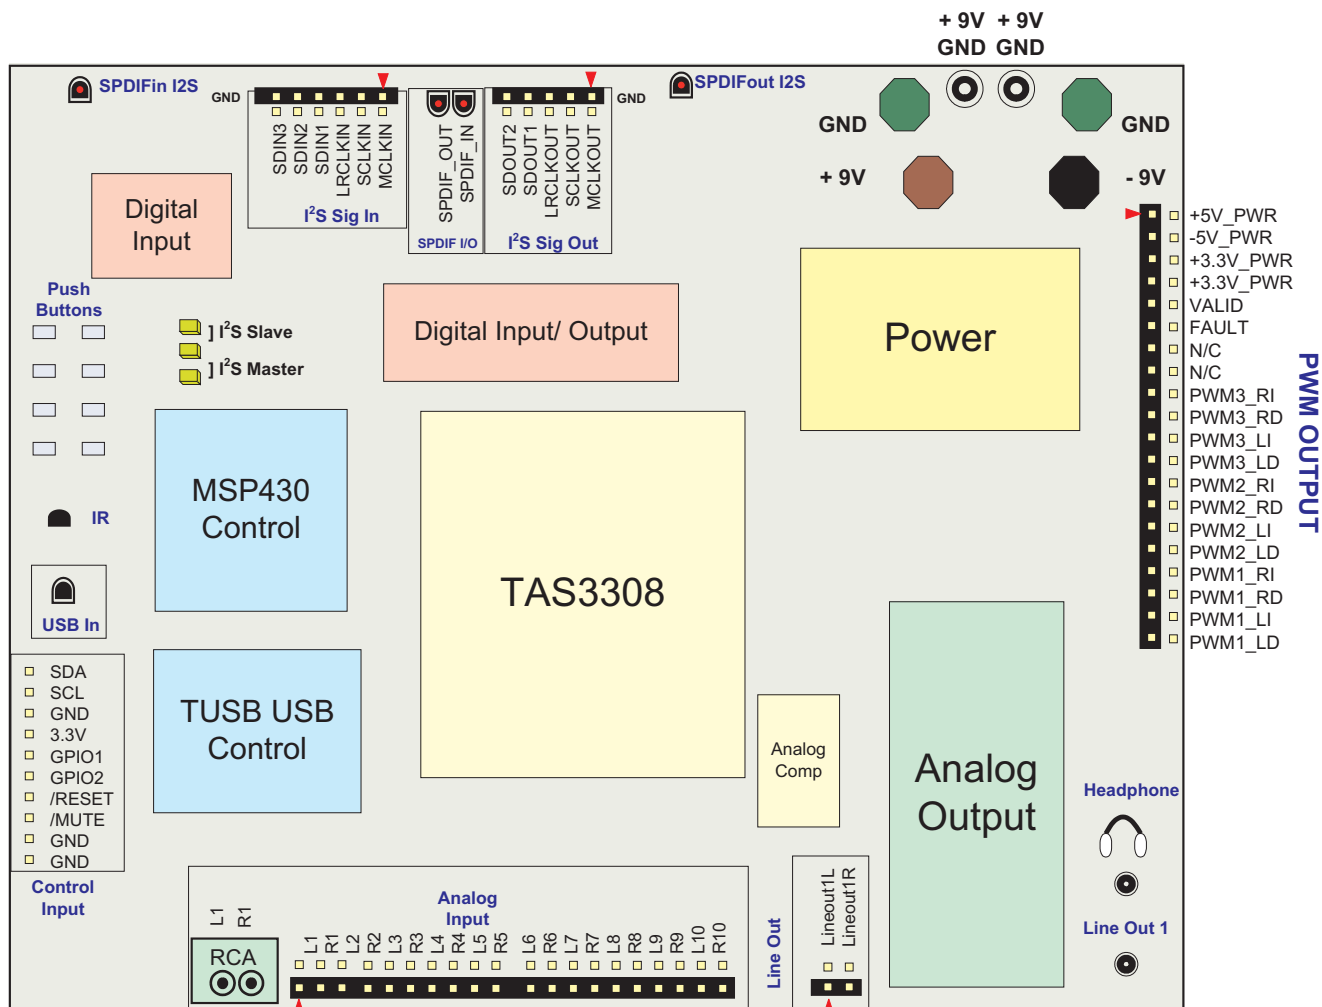 + 9V + 9V
GND GND
SPDIFin I2S
GND
GND
SPDIFout I2S
SDIN3
SDIN2
SDIN1
LRCLKIN
SCLKIN
MCLKIN
I²S Sig In
SPDIF_OUT
SPDIF_IN
SPDIF I/O
SDOUT2
SDOUT1
LRCLKOUT
SCLKOUT
MCLKOUT
I²S Sig Out
GND
GND
+ 9V
- 9V
Digital
Input
Push
Buttons
] I²S Slave
] I²S Master
Digital Input/ Output
Power
+5V_PWR
-5V_PWR
+3.3V_PWR
+3.3V_PWR
VALID
FAULT
N/C
N/C
PWM3_RI
PWM3_RD
PWM3_LI
PWM3_LD
PWM2_RI
PWM2_RD
PWM2_LI
PWM2_LD
PWM1_RI
PWM1_RD
PWM1_LI
PWM1_LD
PWM OUTPUT
MSP430
Control
IR
USB In
TAS3308
SDA
SCL
GND
3.3V
GPIO1
GPIO2
/RESET
/MUTE
GND
GND
Control
Input
TUSB USB
Control
Analog
Comp
Analog
Output
Headphone
Line Out 1
L1
R1
RCA
Analog
Input
L1
R1
L2
R2
L3
R3
L4
R4
L5
R5
L6
R6
L7
R7
L8
R8
L9
R9
L10
R10
Line Out
Lineout1L
Lineout1R